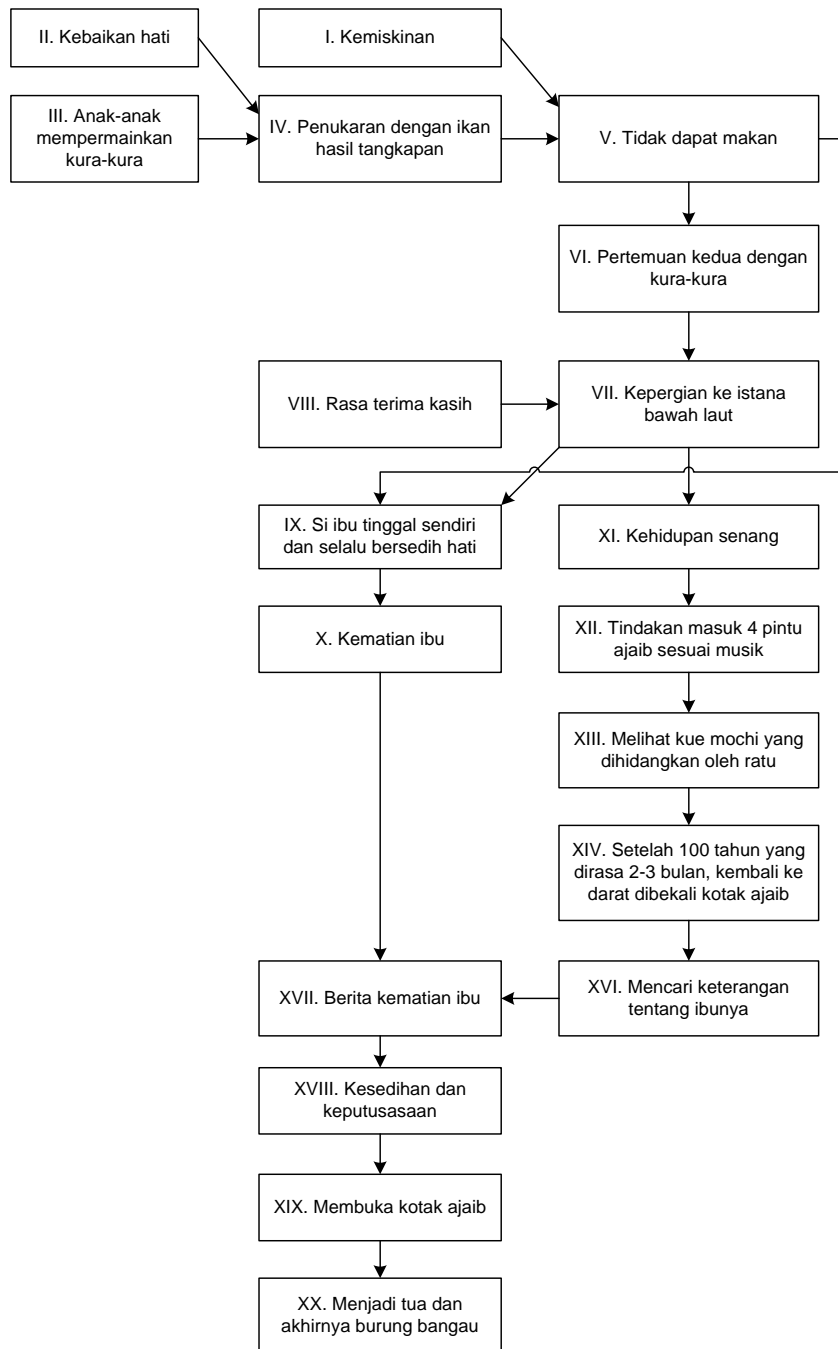 II. Kebaikan hati
I. Kemiskinan
III. Anak-anak
mempermainkan
kura-kura
IV. Penukaran dengan ikan
hasil tangkapan
V. Tidak dapat makan
VI. Pertemuan kedua dengan
kura-kura
VIII. Rasa terima kasih
VII. Kepergian ke istana
bawah laut
IX. Si ibu tinggal sendiri
dan selalu bersedih hati
XI. Kehidupan senang
X. Kematian ibu
XII. Tindakan masuk 4 pintu
ajaib sesuai musik
XIII. Melihat kue mochi yang
dihidangkan oleh ratu
XIV. Setelah 100 tahun yang
dirasa 2-3 bulan, kembali ke
darat dibekali kotak ajaib
XVII. Berita kematian ibu
XVI. Mencari keterangan
tentang ibunya
XVIII. Kesedihan dan
keputusasaan
XIX. Membuka kotak ajaib
XX. Menjadi tua dan
akhirnya burung bangau